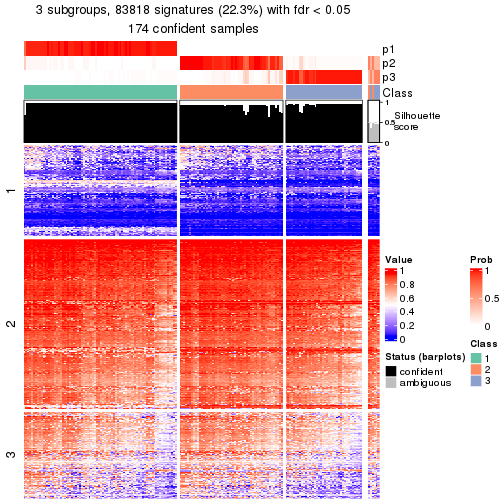 3 subgroups, 83818 signatures (22.3%) with fdr < 0.05
174 confident samples
p1
p2
p3
Class
1
0.5
0
Silhouette
score
1
2
3
Value
1
0.8
0.6
0.4
0.2
0
Prob
1
0.5
0
Status (barplots)
confident
ambiguous
Class
1
2
3